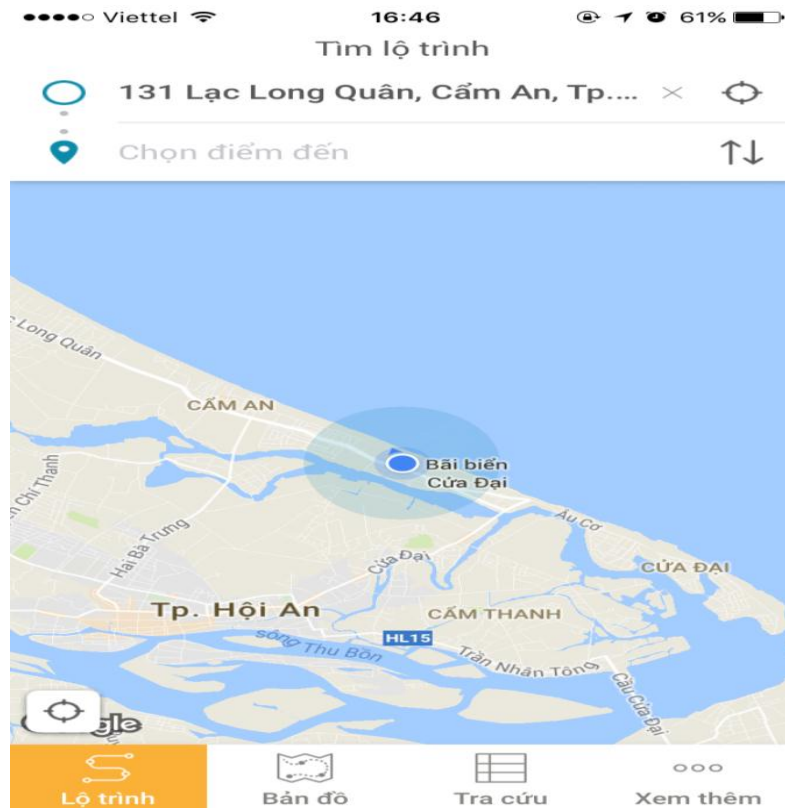 Viettel 16:46 61%
Tìm lộ trình
131 Lạc Long Quân, Cẩm An, Tp....
Chọn điểm đến
Long Quân
CẨM AN
Bãi biển
Cửa Đại
Chí Thanh
Hai Bà Trưng
Âu Cơ
Cửa Đại
CỬA ĐẠI
Tp. Hội An
CẨM THANH
HL15
sông Thu Bồn
Trần Nhân Tông
Cầu Cửa Đại
Lộ trình
Bản đồ
Tra cứu
Xem thêm